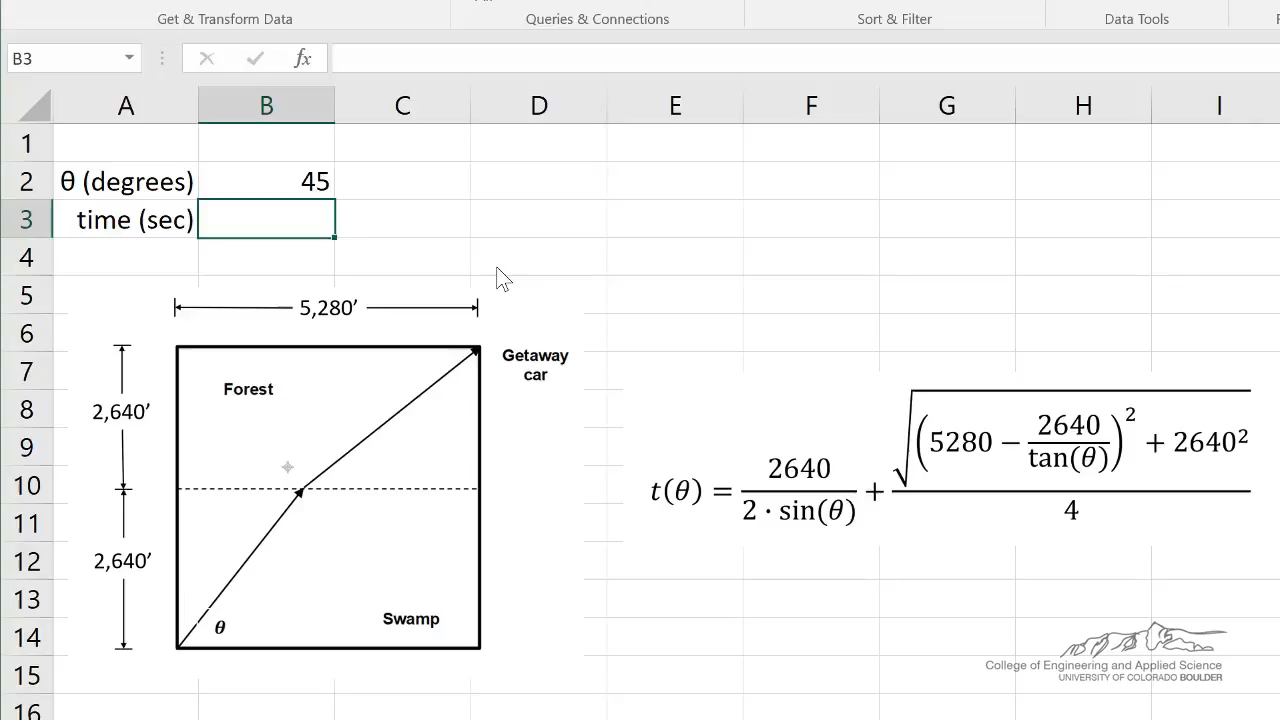 Get & Transform Data
Queries & Connections
Sort & Filter
Data Tools
B3
fx
A B C D E F G H I
1
2 θ (degrees) 45
3 time (sec)
4
5
6
7
8
9
10
11
12
13
14
15
16
5,280’
2,640’
2,640’
Forest
Getaway
car
Swamp
θ
t(θ) = 2640 / (2 · sin(θ)) + √((5280 − 2640 / tan(θ))² + 2640²) / 4
College of Engineering and Applied Science
UNIVERSITY OF COLORADO BOULDER